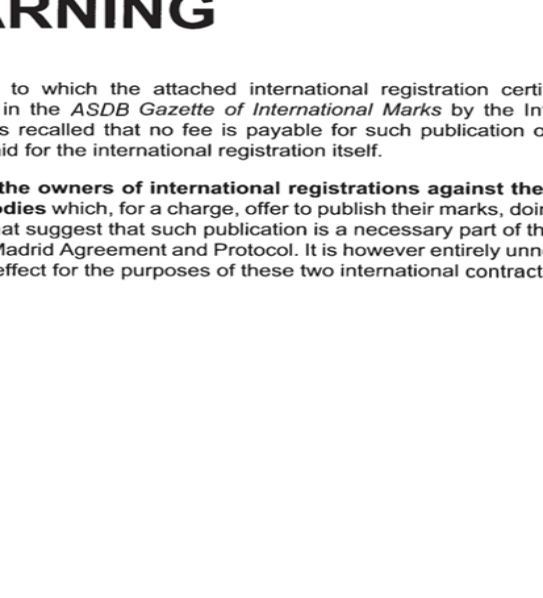 ARNING
to which the attached international registration certi
in the ASDB Gazette of International Marks by the In
s recalled that no fee is payable for such publication o
id for the international registration itself.
the owners of international registrations against the
odies which, for a charge, offer to publish their marks, doin
at suggest that such publication is a necessary part of th
Madrid Agreement and Protocol. It is however entirely unn
effect for the purposes of these two international contract